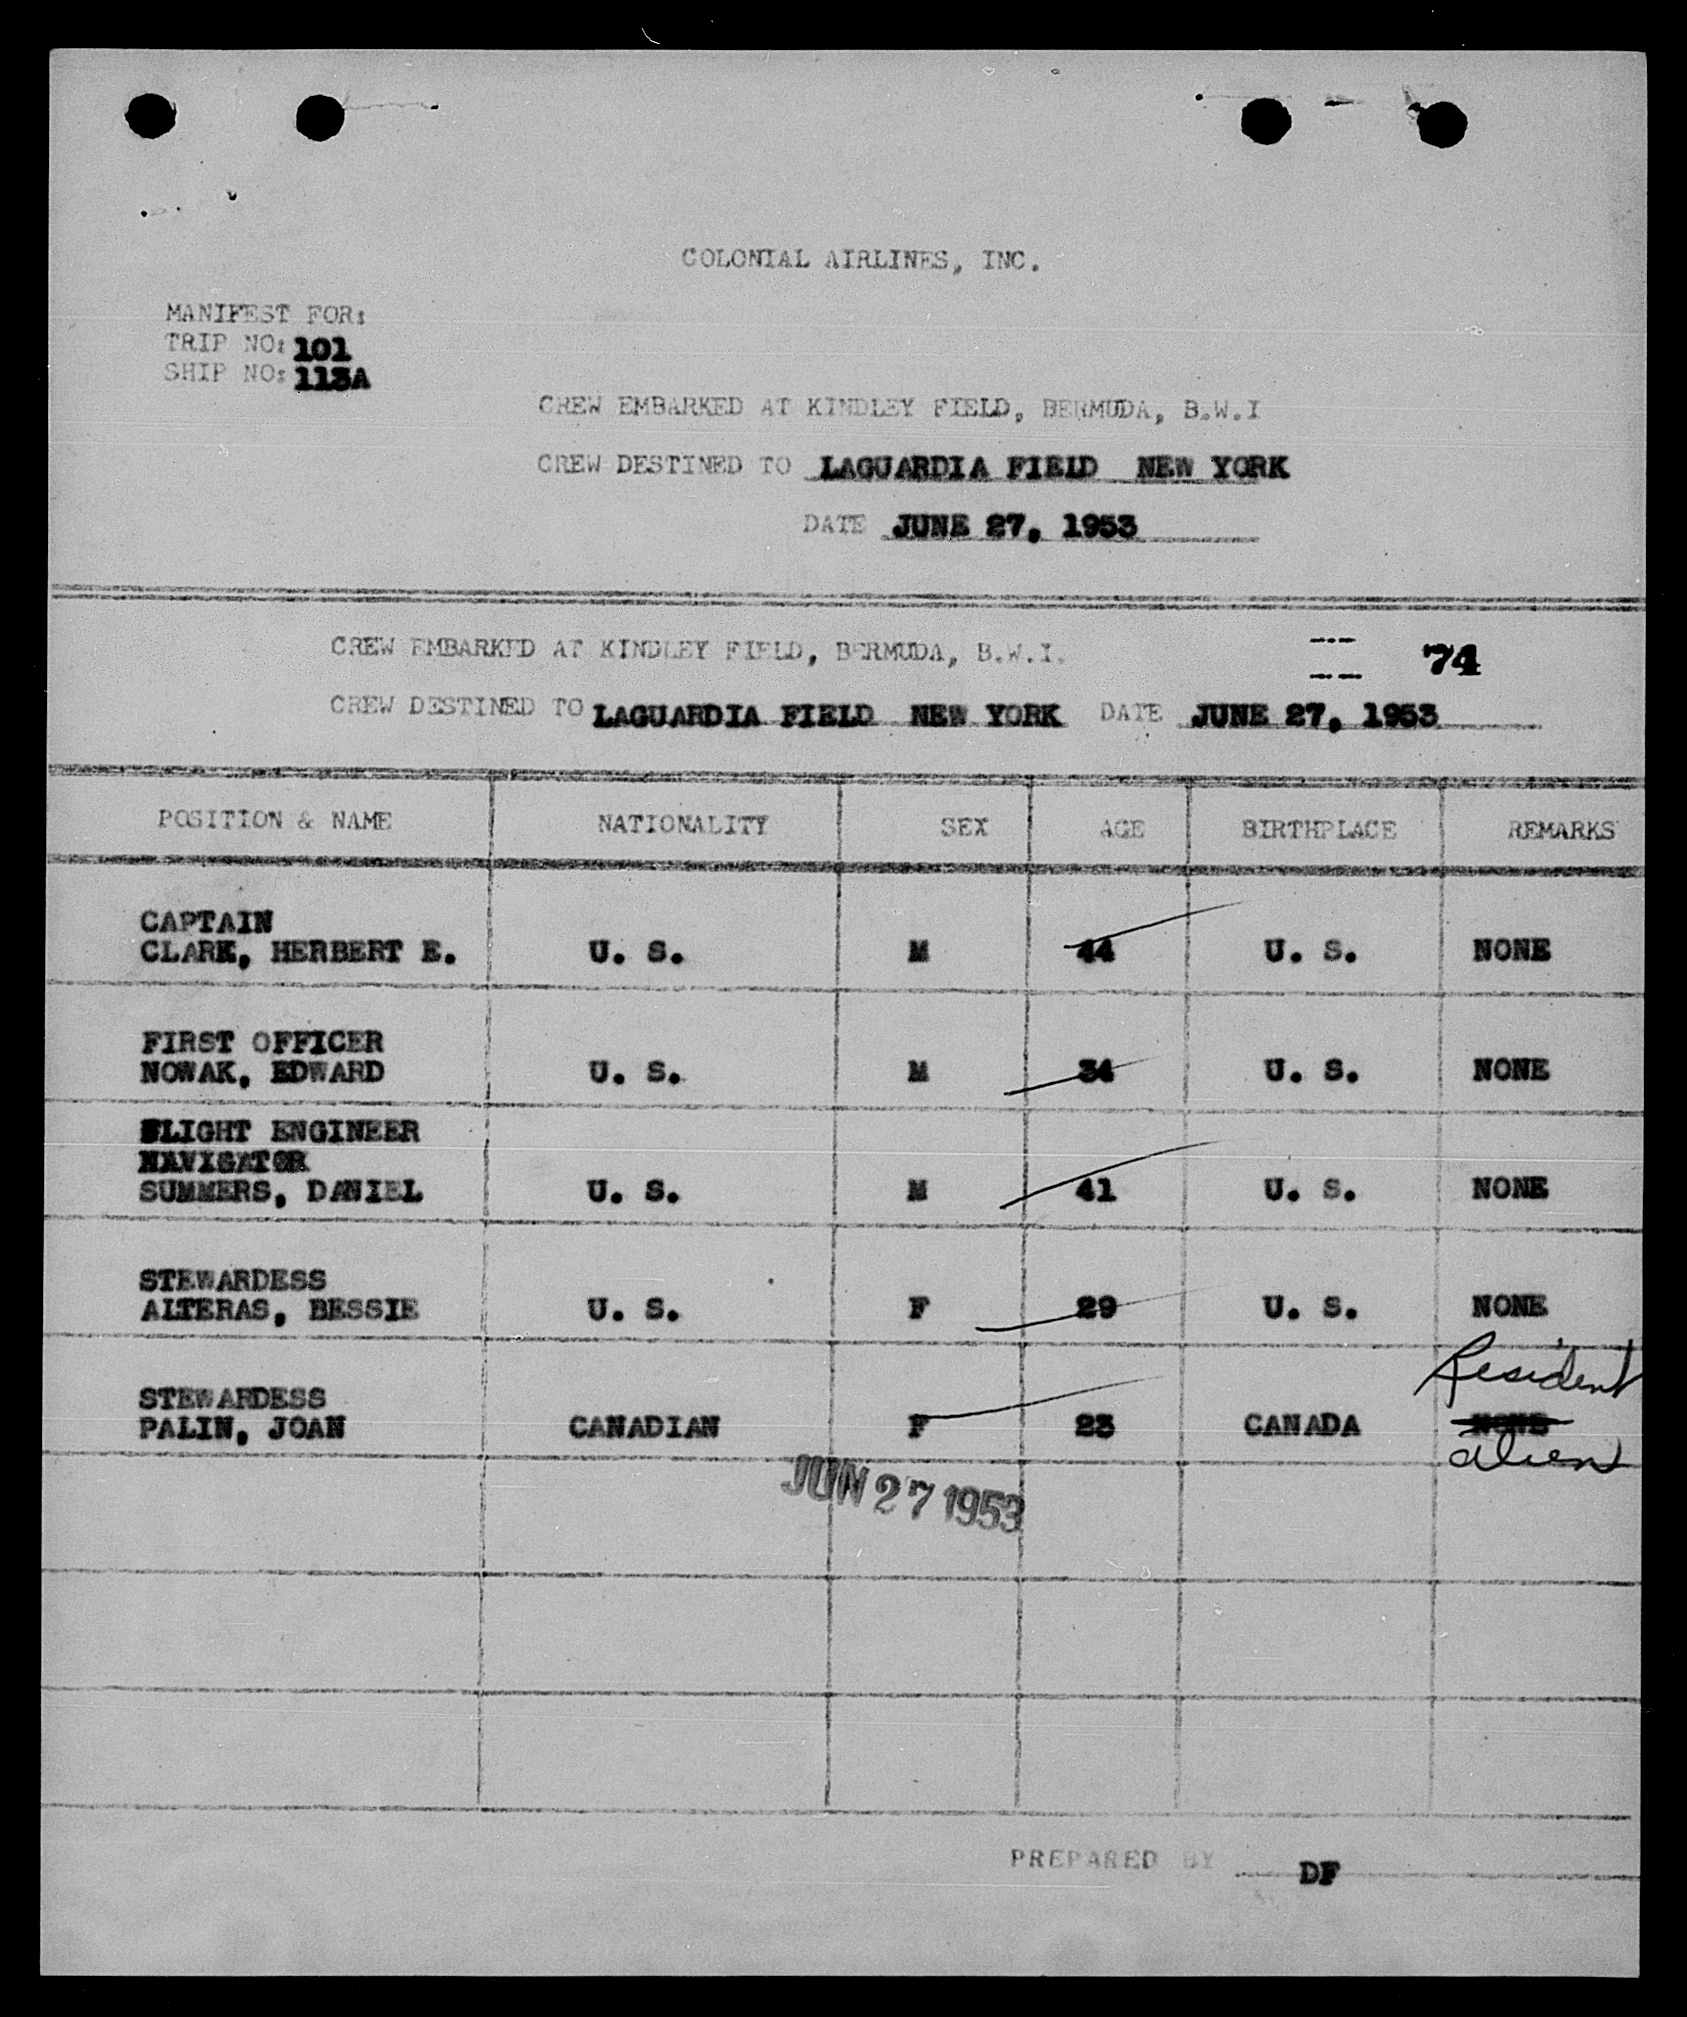 COLONIAL AIRLINES, INC.
MANIFEST FOR:
TRIP NO: 101
SHIP NO: 113A
CREW EMBARKED AT KINDLEY FIELD, BERMUDA, B.W.I
CREW DESTINED TO LAGUARDIA FIELD NEW YORK
DATE JUNE 27, 1953
CREW EMBARKED AT KINDLEY FIELD, BERMUDA, B.W.I. 74
CREW DESTINED TO LAGUARDIA FIELD NEW YORK DATE JUNE 27, 1953
POSITION & NAME NATIONALITY SEX AGE BIRTHPLACE REMARKS
CAPTAIN
CLARK, HERBERT E. U. S. M 44 U. S. NONE
FIRST OFFICER
NOWAK, EDWARD U. S. M 34 U. S. NONE
FLIGHT ENGINEER
NAVIGATOR
SUMMERS, DANIEL U. S. M 41 U. S. NONE
STEWARDESS
ALTERAS, BESSIE U. S. F 29 U. S. NONE
Resident
STEWARDESS
PALIN, JOAN CANADIAN F 23 CANADA NONE
alien
JUN 27 1953
PREPARED BY DF